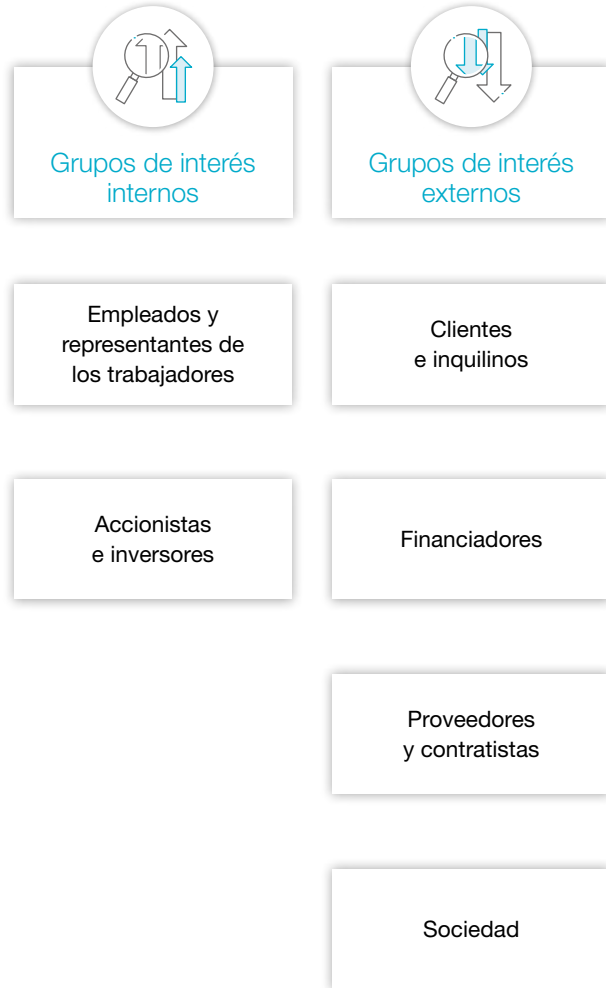 Grupos de interés
internos
Empleados y
representantes de
los trabajadores
Accionistas
e inversores
Grupos de interés
externos
Clientes
e inquilinos
Financiadores
Proveedores
y contratistas
Sociedad